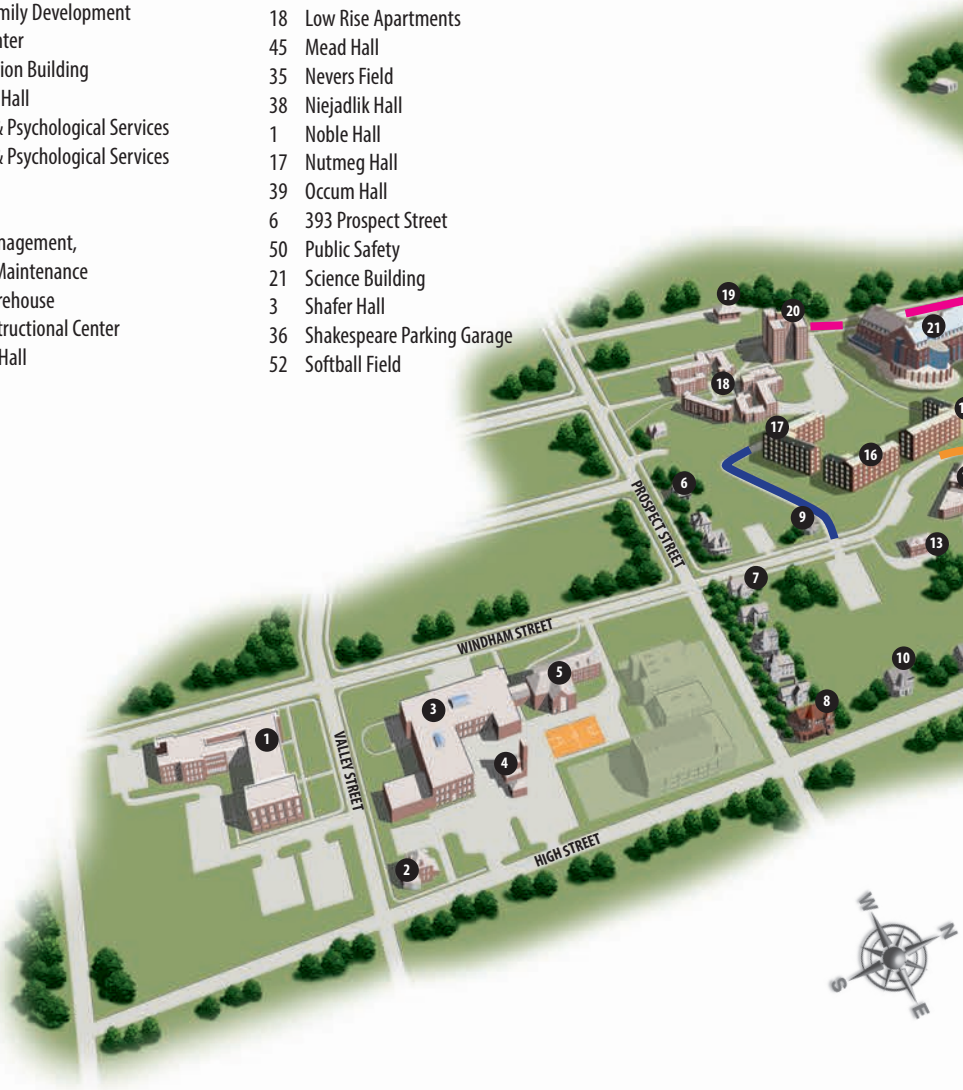 mily Development
nter
ion Building
Hall
& Psychological Services
& Psychological Services
nagement,
Maintenance
rehouse
tructional Center
Hall
18 Low Rise Apartments
45 Mead Hall
35 Nevers Field
38 Niejadlik Hall
1 Noble Hall
17 Nutmeg Hall
39 Occum Hall
6 393 Prospect Street
50 Public Safety
21 Science Building
3 Shafer Hall
36 Shakespeare Parking Garage
52 Softball Field
19
20
21
18
17
16
6
9
13
7
10
8
5
3
4
1
2
PROSPECT STREET
WINDHAM STREET
VALLEY STREET
HIGH STREET
W
N
S
E